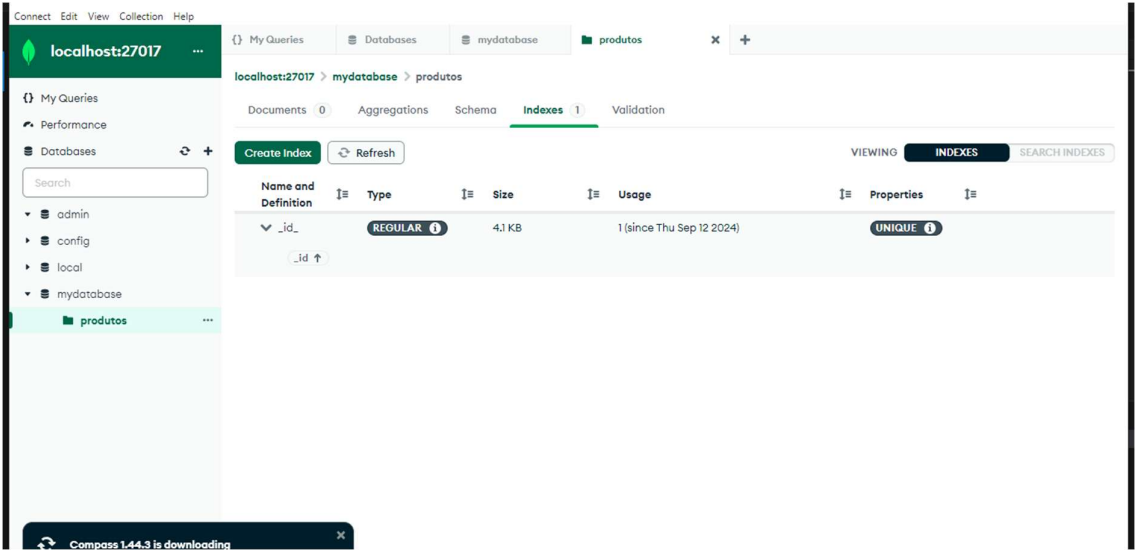 Connect Edit View Collection Help
localhost:27017 ...
{} My Queries
Performance
Databases
Search
admin
config
local
mydatabase
produtos ...
{} My Queries Databases mydatabase produtos
localhost:27017 > mydatabase > produtos
Documents 0 Aggregations Schema Indexes 1 Validation
Create Index Refresh VIEWING INDEXES SEARCH INDEXES
Name and Definition Type Size Usage Properties
_id_ REGULAR 4.1 KB 1 (since Thu Sep 12 2024) UNIQUE
_id ↑
Compass 1.44.3 is downloading